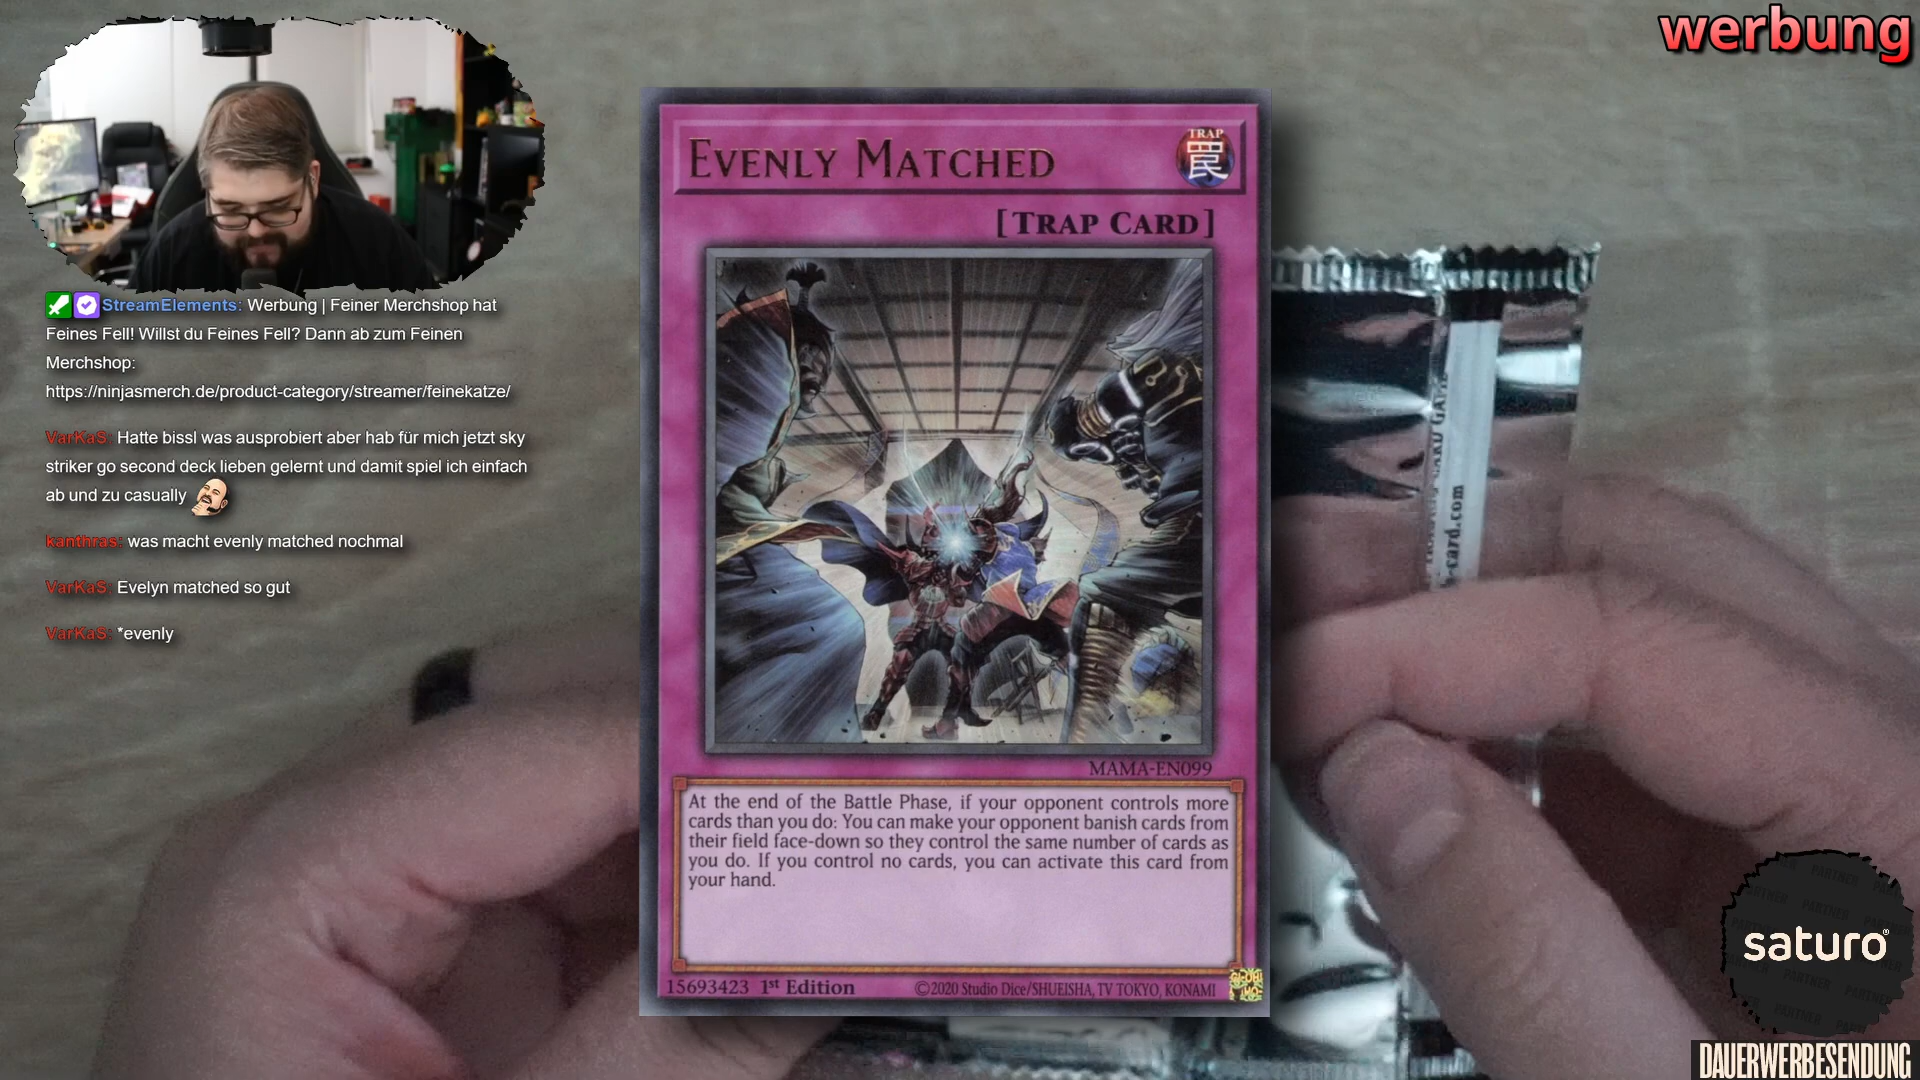 werbung
StreamElements: Werbung | Feiner Merchshop hat
Feines Fell! Willst du Feines Fell? Dann ab zum Feinen
Merchshop:
https://ninjasmerch.de/product-category/streamer/feinekatze/
VarKaS: Hatte bissl was ausprobiert aber hab für mich jetzt sky
striker go second deck lieben gelernt und damit spiel ich einfach
ab und zu casually
kanthras: was macht evenly matched nochmal
VarKaS: Evelyn matched so gut
VarKaS: *evenly
EVENLY MATCHED
TRAP
罠
[TRAP CARD]
MAMA-EN099
At the end of the Battle Phase, if your opponent controls more
cards than you do: You can make your opponent banish cards from
their field face-down so they control the same number of cards as
you do. If you control no cards, you can activate this card from
your hand.
15693423 1st Edition ©2020 Studio Dice/SHUEISHA, TV TOKYO, KONAMI
-card.com
PARTNER
saturo®
DAUERWERBESENDUNG